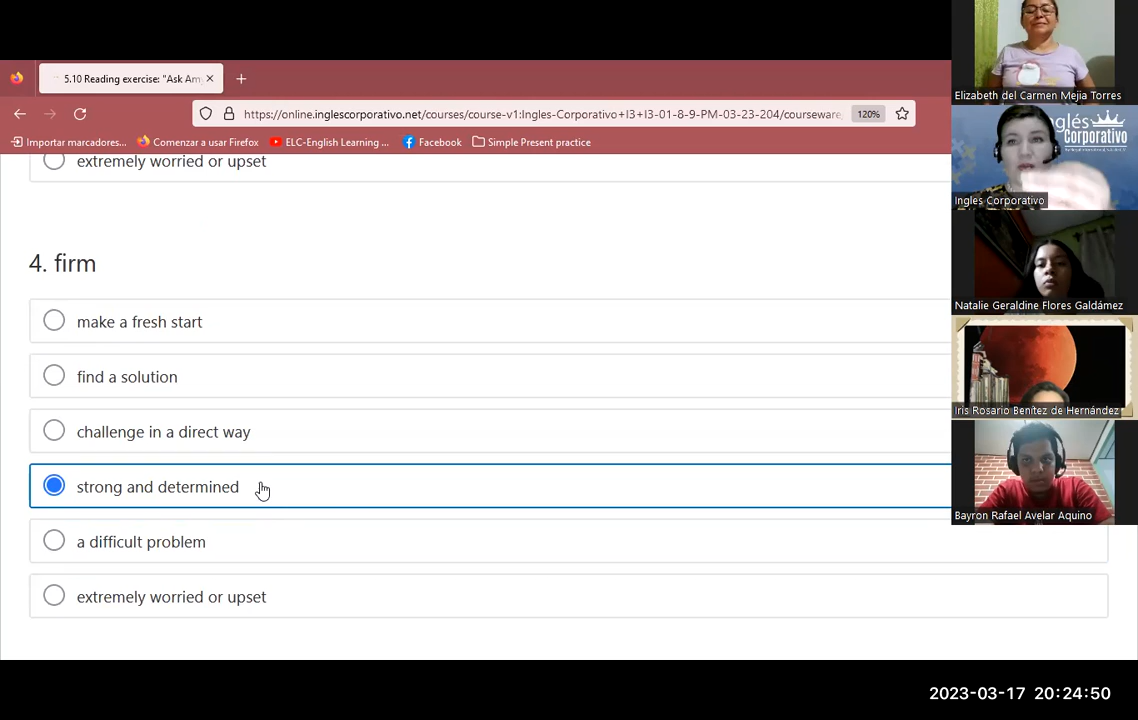 5.10 Reading exercise: "Ask Am
https://online.inglescorporativo.net/courses/course-v1:Ingles-Corporativo+I3+I3-01-8-9-PM-03-23-204/courseware,
120%
Importar marcadores...
Comenzar a usar Firefox
ELC-English Learning ...
Facebook
Simple Present practice
extremely worried or upset
4. firm
make a fresh start
find a solution
challenge in a direct way
strong and determined
a difficult problem
extremely worried or upset
Elizabeth del Carmen Mejia Torres
Inglés
Corporativo
Ingles Corporativo
Natalie Geraldine Flores Galdámez
Iris Rosario Benítez de Hernández
Bayron Rafael Avelar Aquino
2023-03-17 20:24:50